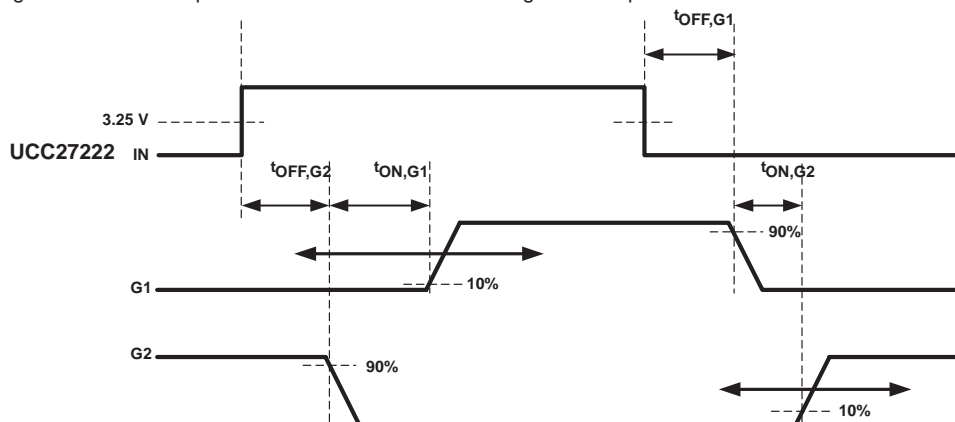 tOFF,G1
3.25 V
UCC27222 IN
tOFF,G2 tON,G1 tON,G2
90%
10%
G1
G2
90%
10%